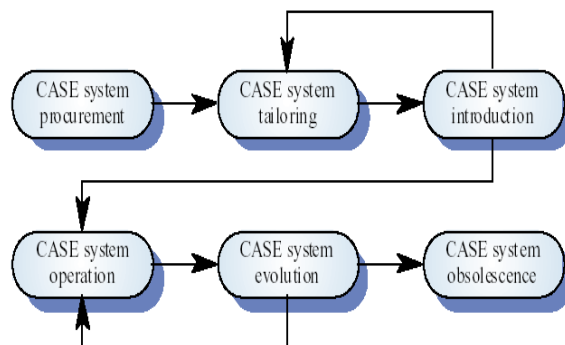 CASE system
procurement
CASE system
tailoring
CASE system
introduction
CASE system
operation
CASE system
evolution
CASE system
obsolescence